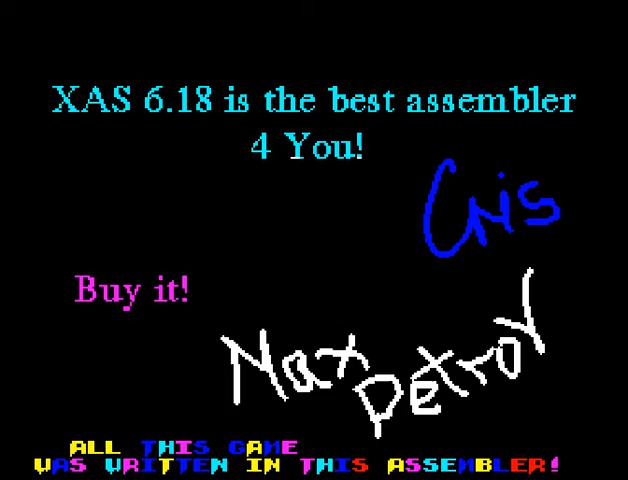 XAS 6.18 is the best assembler
4 You!
Cris
Buy it!
Max
Petrov
ALL THIS GAME
WAS WRITTEN IN THIS ASSEMBLER!